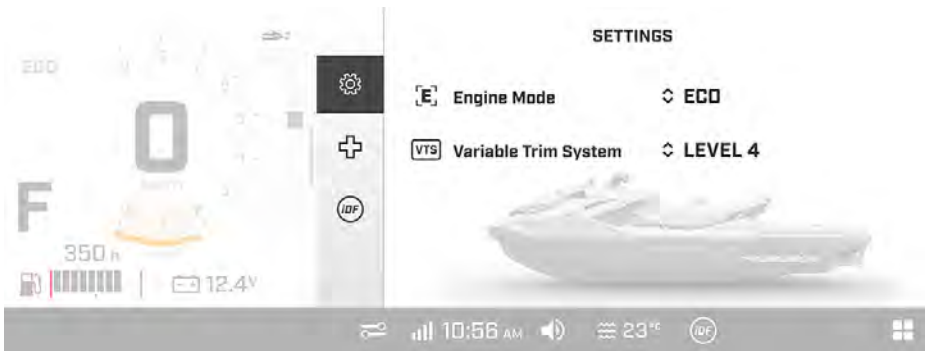 SETTINGS
ECO
[E] Engine Mode ECO
VTS Variable Trim System LEVEL 4
0
iDF
F
350 h
12.4V
10:56 AM 23°C iDF